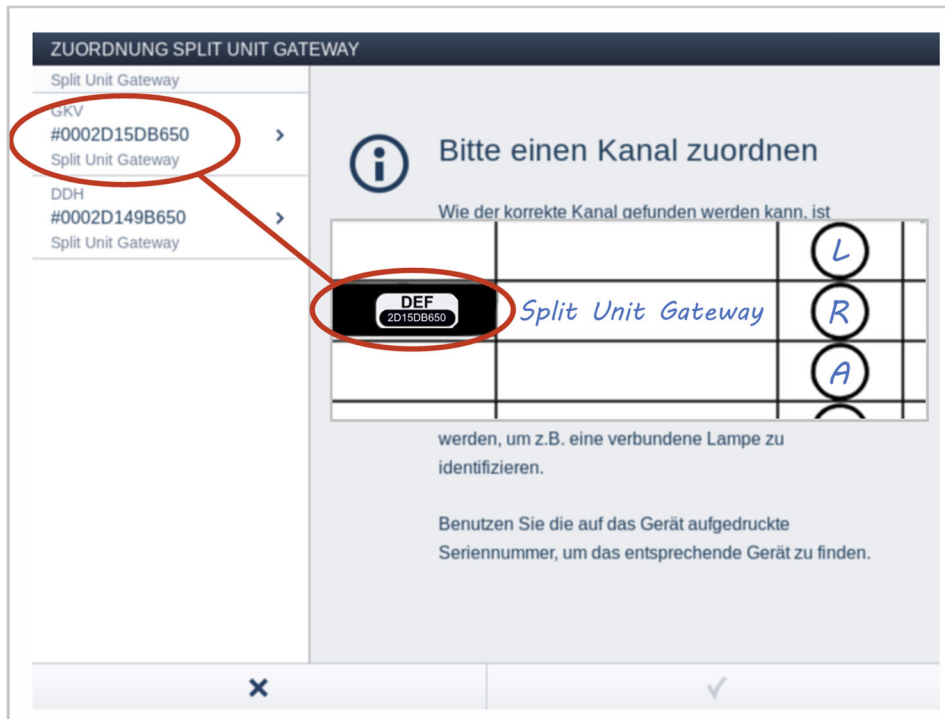 ZUORDNUNG SPLIT UNIT GATEWAY
Split Unit Gateway
GKV
#0002D15DB650
Split Unit Gateway
DDH
#0002D149B650
Split Unit Gateway
Bitte einen Kanal zuordnen
Wie der korrekte Kanal gefunden werden kann, ist
L
DEF
2D15DB650
Split Unit Gateway
R
A
werden, um z.B. eine verbundene Lampe zu
identifizieren.
Benutzen Sie die auf das Gerät aufgedruckte
Seriennummer, um das entsprechende Gerät zu finden.